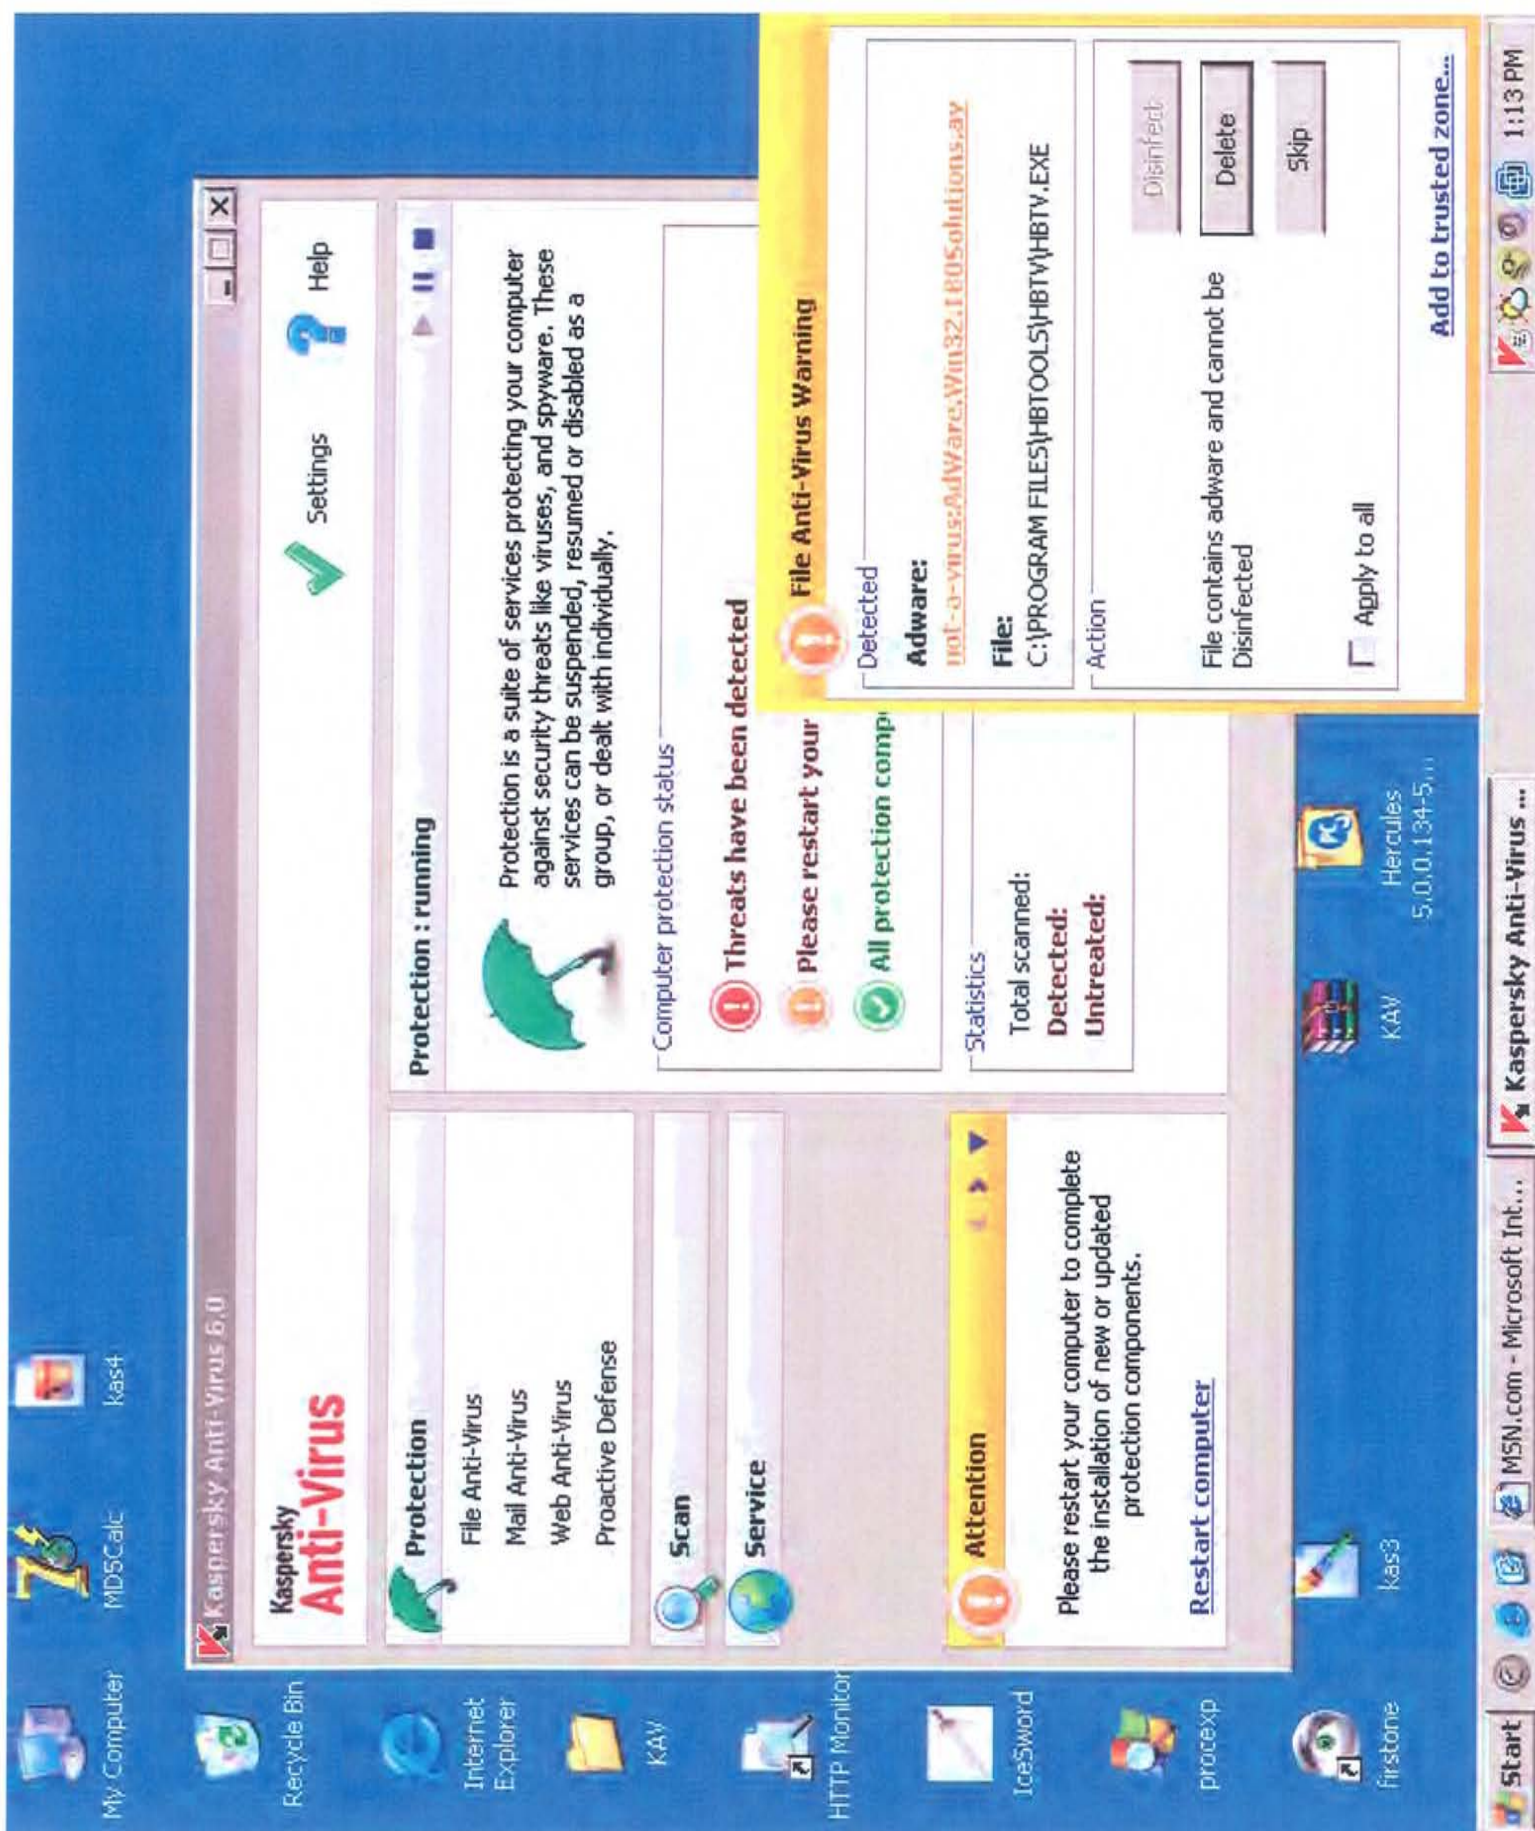 My Computer
MD5Calc
kas4
Recycle Bin
Internet
Explorer
KAV
HTTP Monitor
IceSword
procexp
firstone
kas3
KAV
Hercules
5.0.0.134-5....
Kaspersky Anti-Virus 6.0
Kaspersky
Anti-Virus
Settings
Help
Protection
File Anti-Virus
Mail Anti-Virus
Web Anti-Virus
Proactive Defense
Scan
Service
Attention
Please restart your computer to complete
the installation of new or updated
protection components.
Restart computer
Protection : running
Protection is a suite of services protecting your computer
against security threats like viruses, and spyware. These
services can be suspended, resumed or disabled as a
group, or dealt with individually.
Computer protection status
Threats have been detected
Please restart your
All protection comp
Statistics
Total scanned:
Detected:
Untreated:
File Anti-Virus Warning
Detected
Adware:
not-a-virus:AdWare.Win32.180Solutions.ay
File:
C:\PROGRAM FILES\HBTOOLS\HBTV\HBTV.EXE
Action
File contains adware and cannot be
Disinfected
Disinfect
Delete
Skip
Apply to all
Add to trusted zone...
Start
MSN.com - Microsoft Int...
Kaspersky Anti-Virus ...
1:13 PM